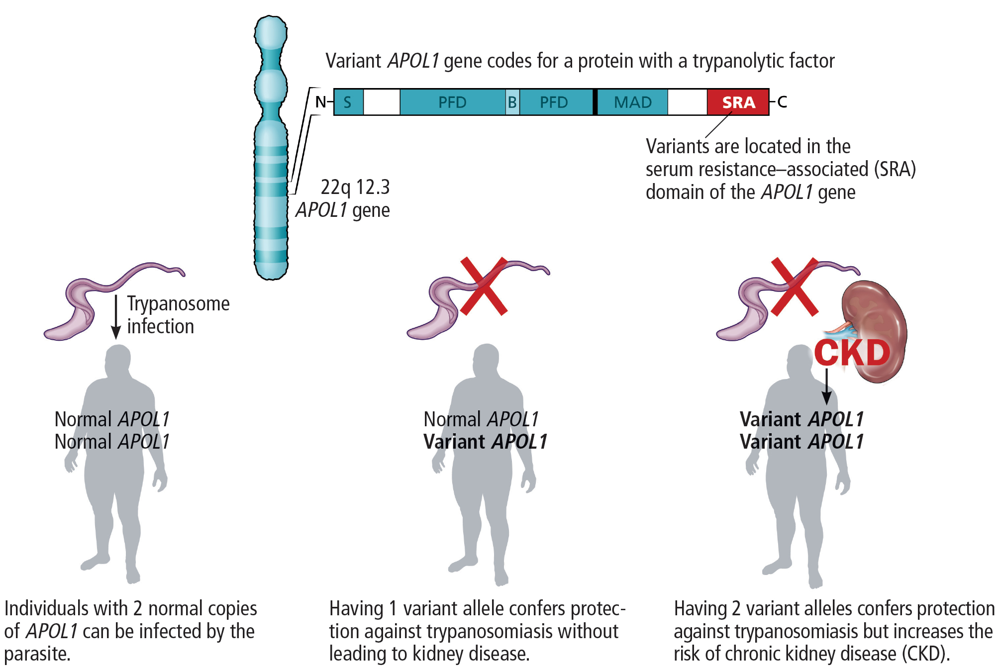 Variant APOL1 gene codes for a protein with a trypanolytic factor
N S PFD B PFD MAD SRA C
Variants are located in the
serum resistance–associated (SRA)
domain of the APOL1 gene
22q 12.3
APOL1 gene
Trypanosome
infection
Normal APOL1
Normal APOL1
Individuals with 2 normal copies
of APOL1 can be infected by the
parasite.
Normal APOL1
Variant APOL1
Having 1 variant allele confers protec-
tion against trypanosomiasis without
leading to kidney disease.
CKD
Variant APOL1
Variant APOL1
Having 2 variant alleles confers protection
against trypanosomiasis but increases the
risk of chronic kidney disease (CKD).